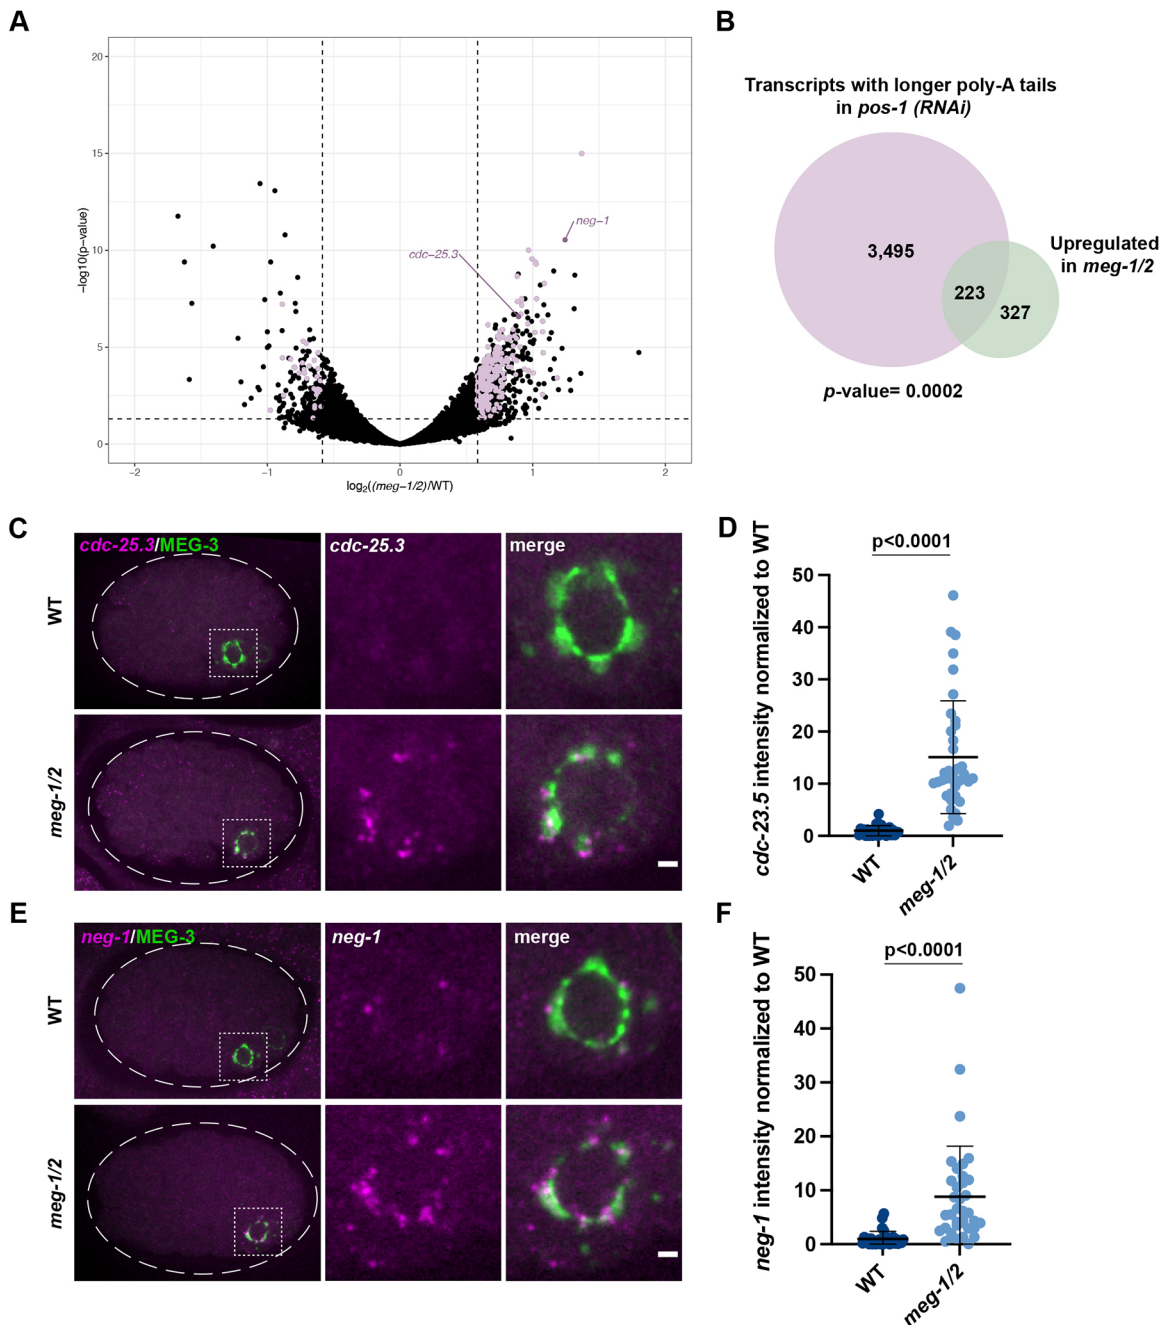 A
20
15
10
5
0
−log10(p−value)
neg−1
cdc−25.3
−2
−1
0
1
2
log2((meg−1/2)/WT)
B
Transcripts with longer poly-A tails
in pos-1 (RNAi)
3,495
223
327
Upregulated
in meg-1/2
p-value= 0.0002
C
cdc-25.3/MEG-3
cdc-25.3
merge
WT
meg-1/2
D
cdc-23.5 intensity normalized to WT
p<0.0001
50
40
30
20
10
0
WT
meg-1/2
E
neg-1/MEG-3
neg-1
merge
WT
meg-1/2
F
neg-1 intensity normalized to WT
p<0.0001
50
40
30
20
10
0
WT
meg-1/2